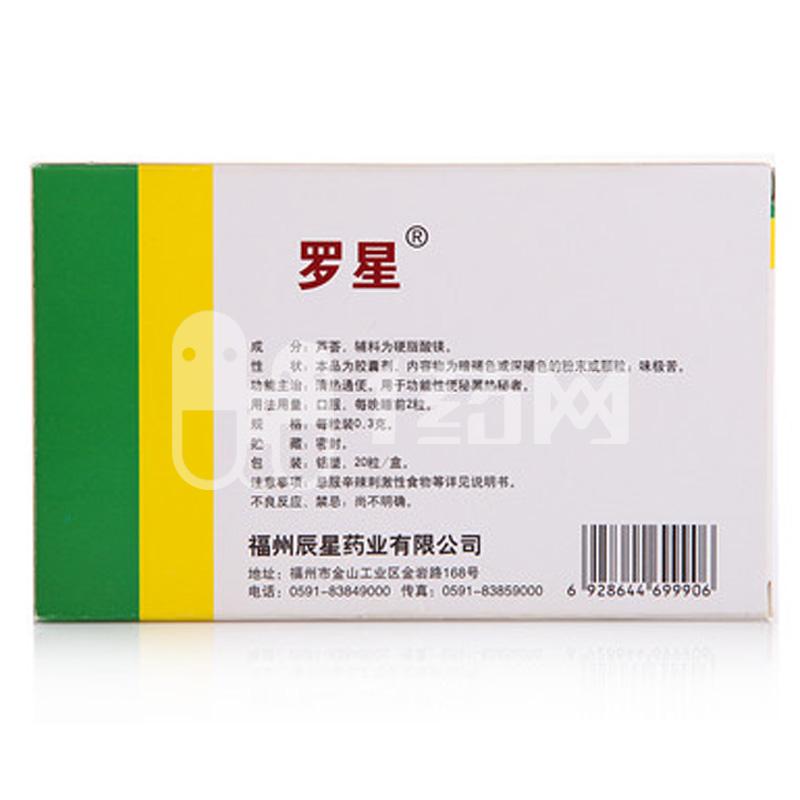 罗星®
成　分：芦荟，辅料为硬脂酸镁。
性　状：本品为胶囊剂，内容物为棕褐色或深褐色的粉末或颗粒；味极苦。
功能主治：清热通便。用于功能性便秘属热秘者。
用法用量：口服，每晚睡前2粒。
规　格：每粒装0.3克。
贮　藏：密封。
包　装：铝塑，20粒/盒。
注意事项：忌服辛辣刺激性食物等详见说明书。
不良反应、禁忌：尚不明确。
福州辰星药业有限公司
地址：福州市金山工业区金岩路168号
电话：0591-83849000 传真：0591-83859000
6 928644 699906